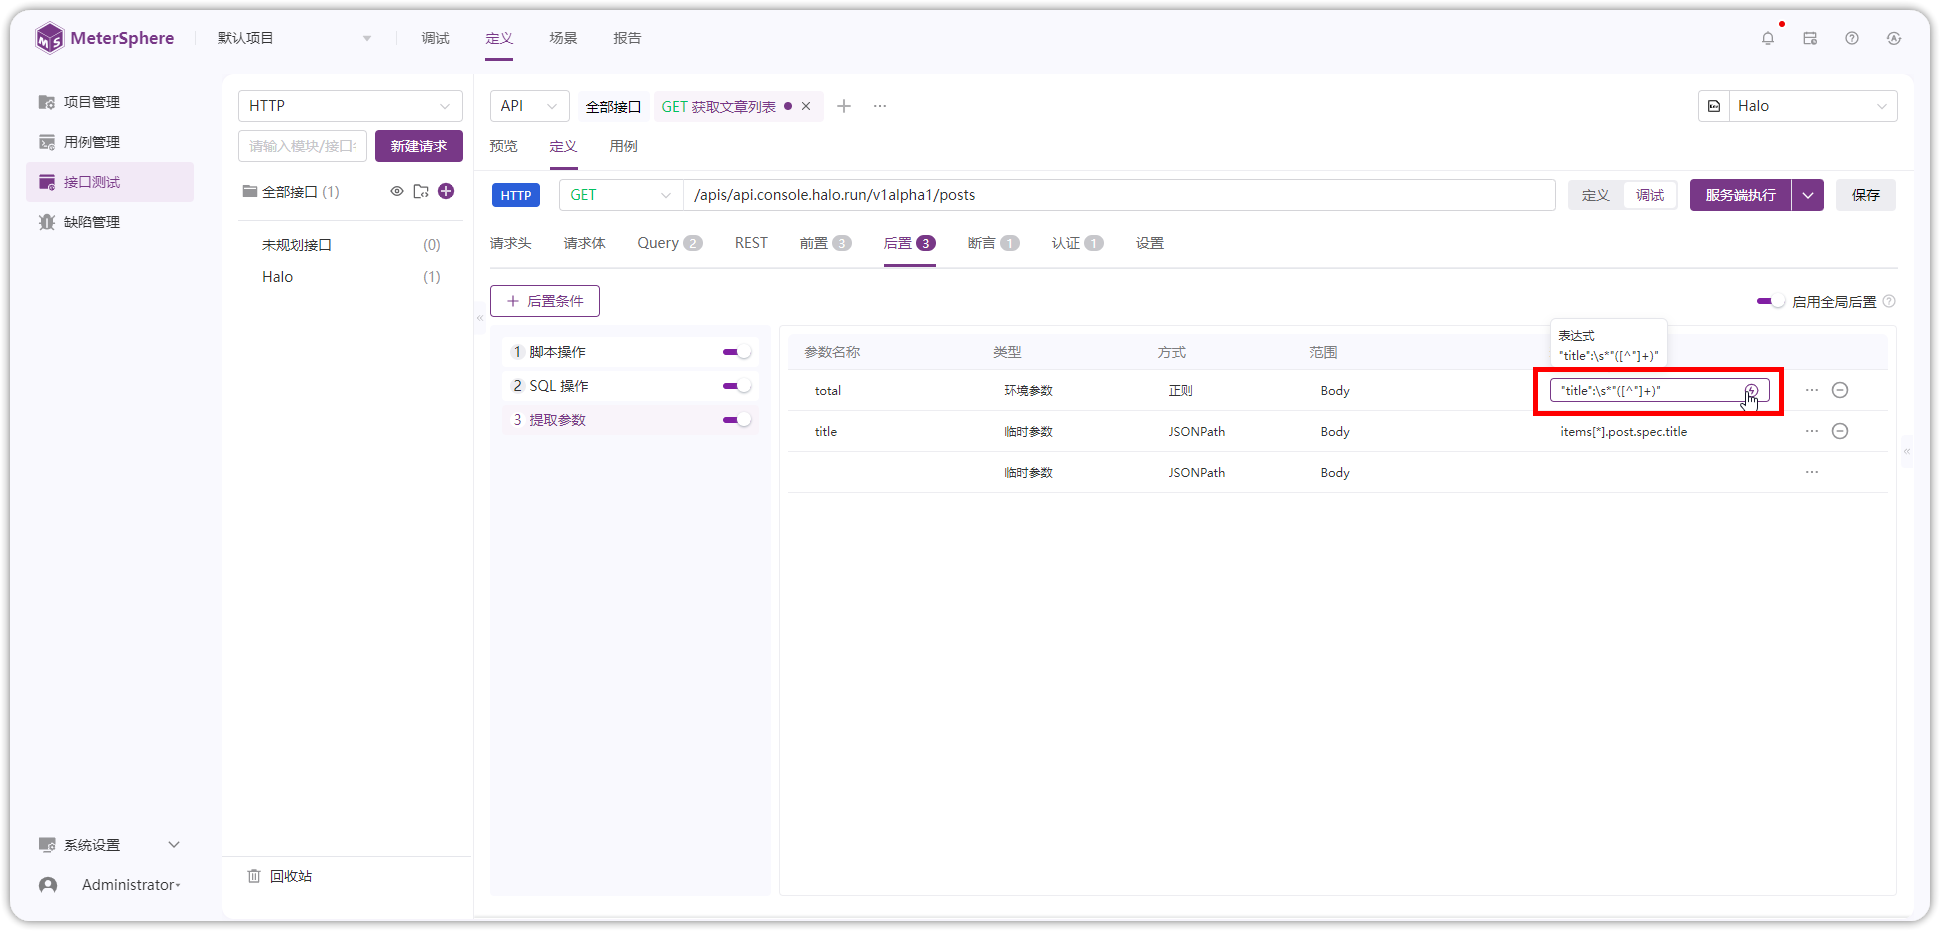 MeterSphere
默认项目
调试
定义
场景
报告
项目管理
用例管理
接口测试
缺陷管理
系统设置
Administrator
HTTP
请输入模块/接口
新建请求
全部接口 (1)
未规划接口 (0)
Halo (1)
回收站
API
全部接口
GET 获取文章列表
Halo
预览
定义
用例
HTTP
GET
/apis/api.console.halo.run/v1alpha1/posts
定义
调试
服务端执行
保存
请求头
请求体
Query 2
REST
前置 3
后置 3
断言 1
认证 1
设置
后置条件
启用全局后置
1 脚本操作
2 SQL 操作
3 提取参数
表达式
"title":\s*"([^"]+)"
参数名称 类型 方式 范围
total 环境参数 正则 Body "title":\s*"([^"]+)"
title 临时参数 JSONPath Body items[*].post.spec.title
临时参数 JSONPath Body